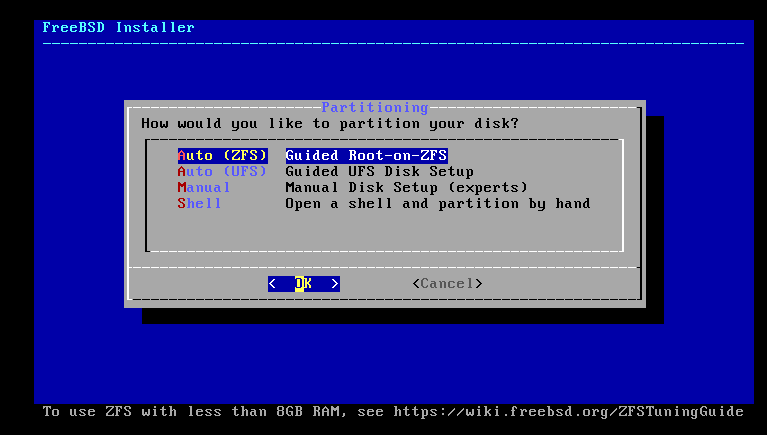 FreeBSD Installer
Partitioning
How would you like to partition your disk?
Auto (ZFS) Guided Root-on-ZFS
Auto (UFS) Guided UFS Disk Setup
Manual Manual Disk Setup (experts)
Shell Open a shell and partition by hand
< OK > <Cancel>
To use ZFS with less than 8GB RAM, see https://wiki.freebsd.org/ZFSTuningGuide